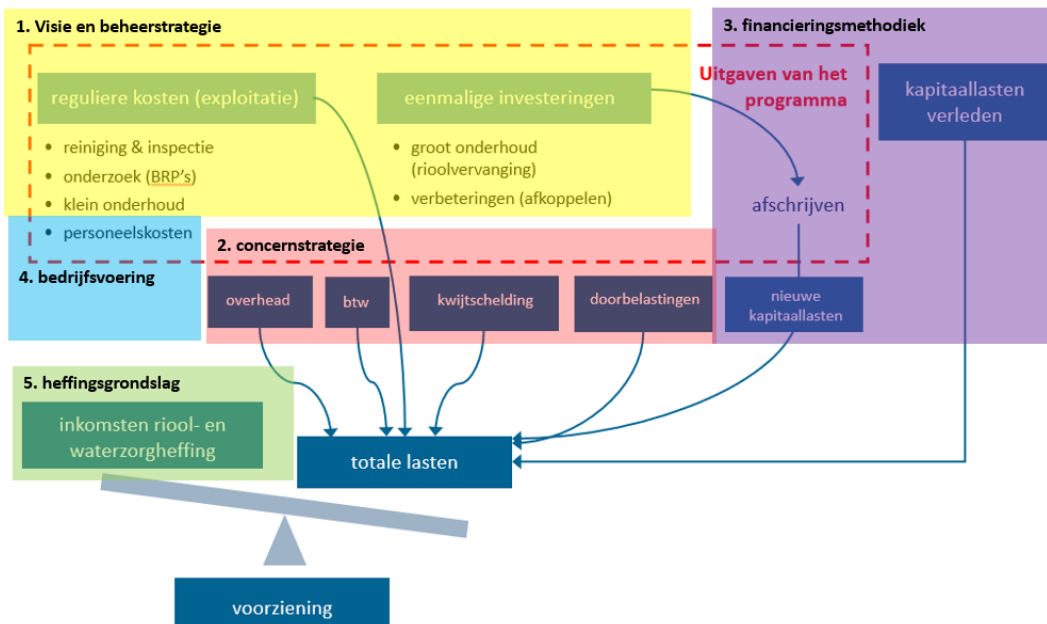 1. Visie en beheerstrategie
3. financieringsmethodiek
Uitgaven van het
programma
reguliere kosten (exploitatie)
eenmalige investeringen
kapitaallasten
verleden
• reiniging & inspectie
• onderzoek (BRP's)
• klein onderhoud
• personeelskosten
• groot onderhoud
(rioolvervanging)
• verbeteringen (afkoppelen)
afschrijven
2. concernstrategie
4. bedrijfsvoering
overhead
btw
kwijtschelding
doorbelastingen
nieuwe
kapitaallasten
5. heffingsgrondslag
inkomsten riool- en
waterzorgheffing
totale lasten
voorziening